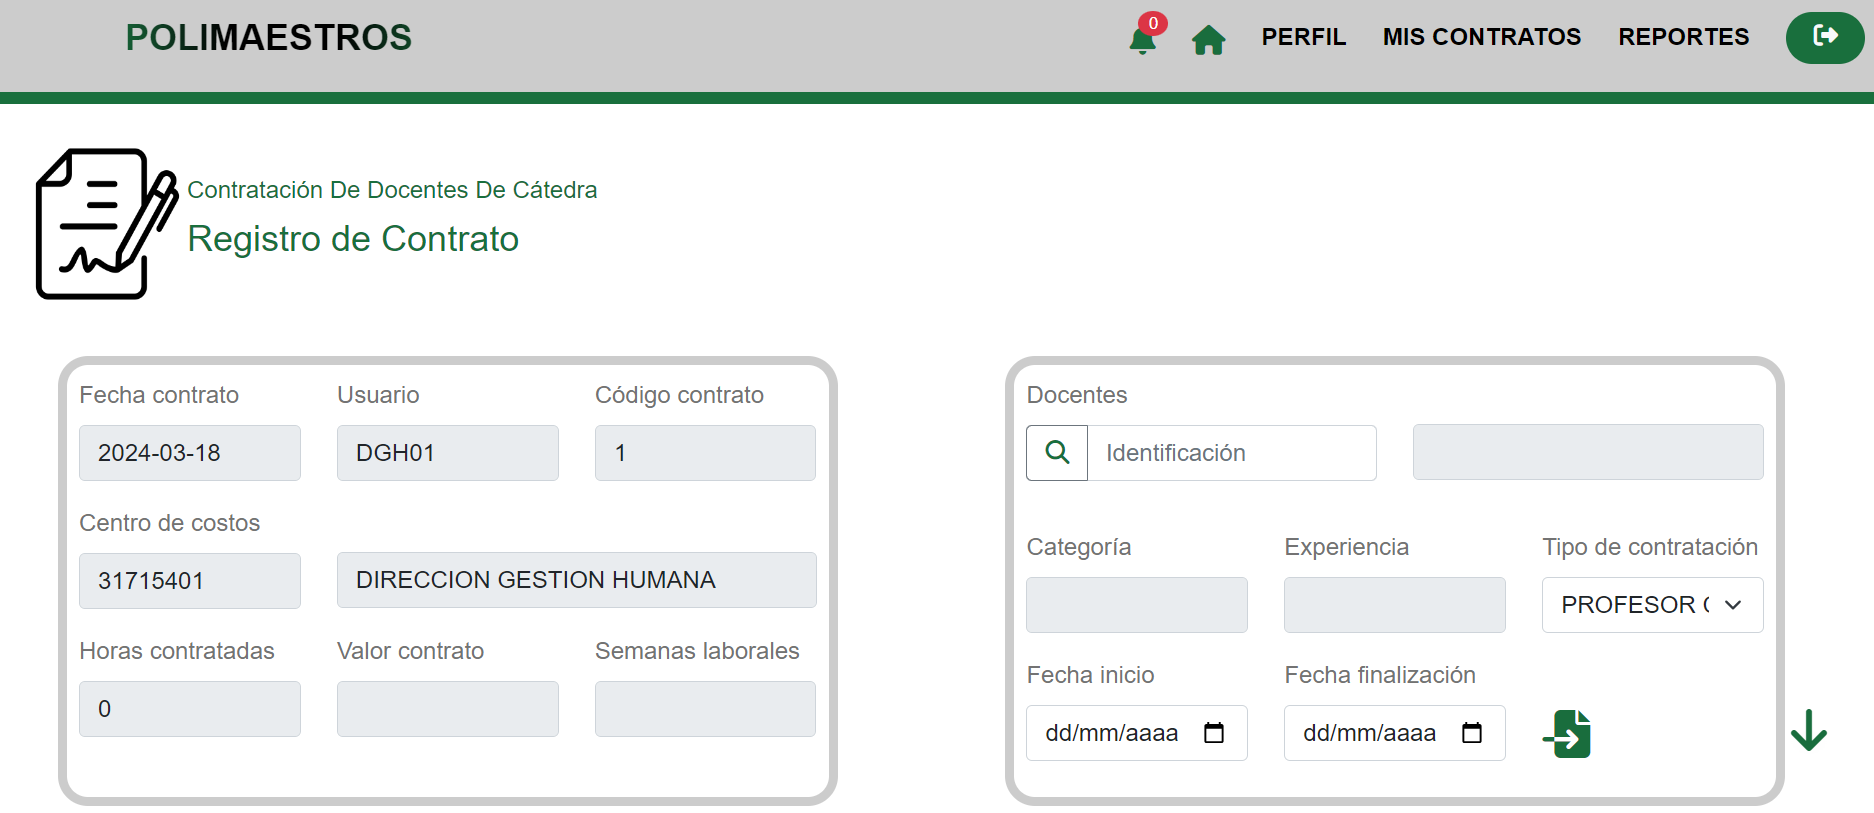 POLIMAESTROS
0
PERFIL
MIS CONTRATOS
REPORTES
Contratación De Docentes De Cátedra
Registro de Contrato
Fecha contrato
Usuario
Código contrato
2024-03-18
DGH01
1
Centro de costos
31715401
DIRECCION GESTION HUMANA
Horas contratadas
Valor contrato
Semanas laborales
0
Docentes
Identificación
Categoría
Experiencia
Tipo de contratación
PROFESOR
Fecha inicio
Fecha finalización
dd/mm/aaaa
dd/mm/aaaa